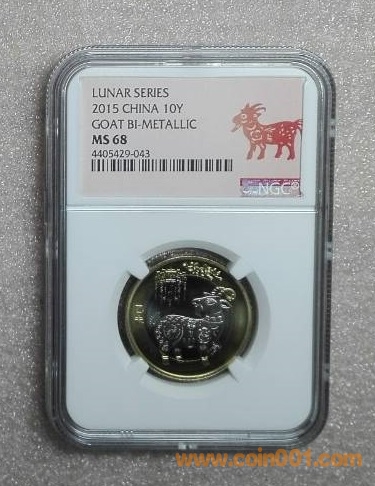 LUNAR SERIES
2015 CHINA 10Y
GOAT BI-METALLIC
MS 68
4405429-043
NGC
www.coin001.com